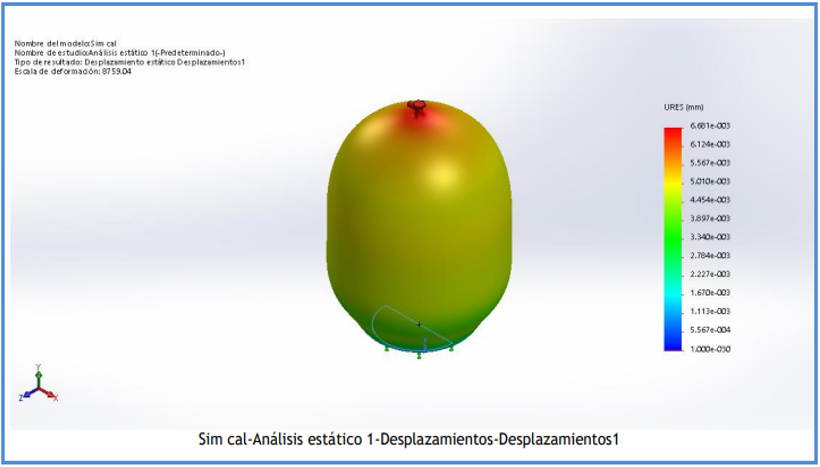 Nombre del modelo:Sim cal
Nombre de estudio:Análisis estático 1(-Predeterminado-)
Tipo de resultado: Desplazamiento estático Desplazamientos1
Escala de deformación: 8759.04
URES (mm)
6.681e-003
6.124e-003
5.567e-003
5.010e-003
4.454e-003
3.897e-003
3.340e-003
2.784e-003
2.227e-003
1.670e-003
1.113e-003
5.567e-004
1.000e-030
Y
Z
X
Sim cal-Análisis estático 1-Desplazamientos-Desplazamientos1